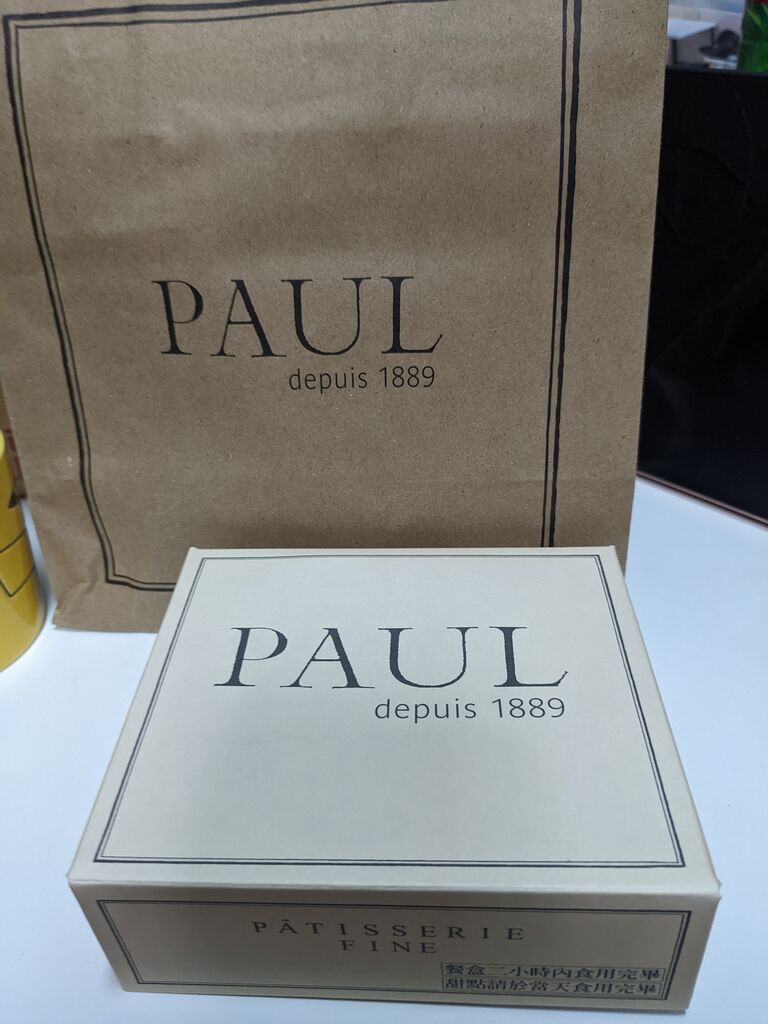 PAUL
depuis 1889
PAUL
depuis 1889
PÂTISSERIE
FINE
餐盒二小時內食用完畢
甜點請於當天食用完畢